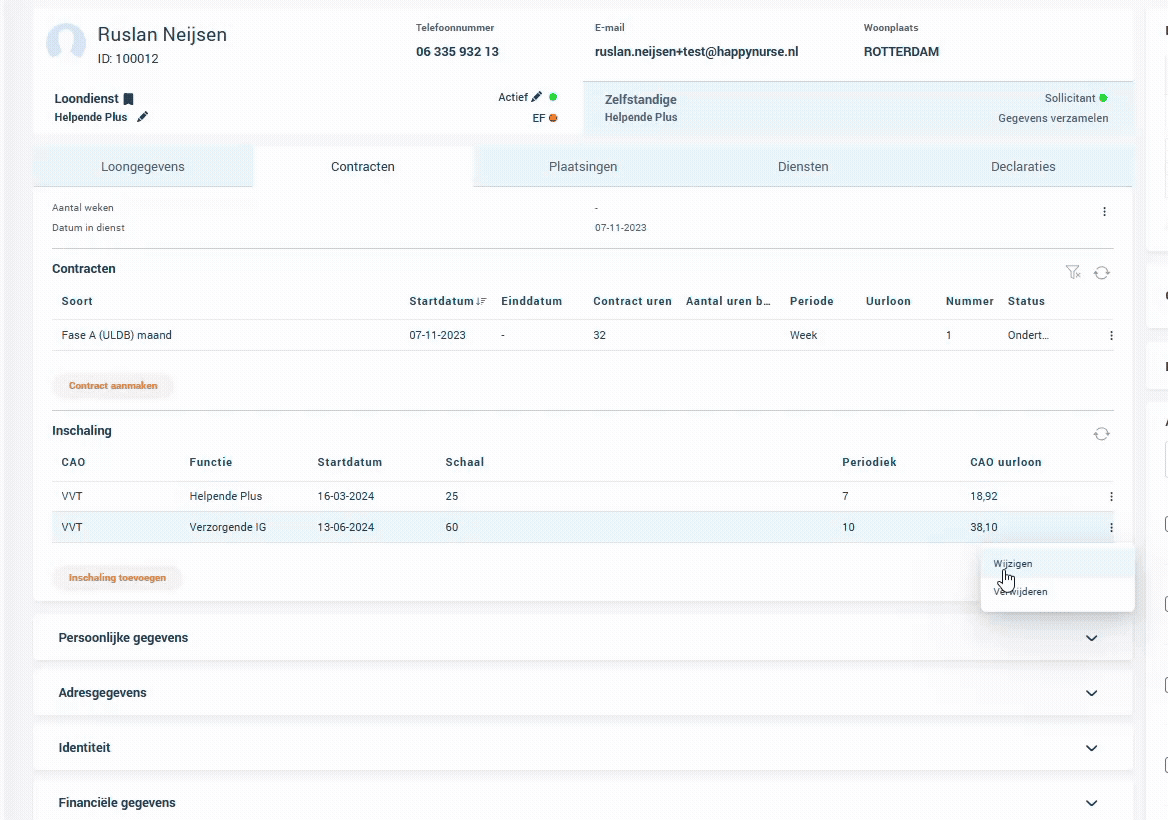 Ruslan Neijsen
ID: 100012
Telefoonnummer
06 335 932 13
E-mail
ruslan.neijsen+test@happynurse.nl
Woonplaats
ROTTERDAM
Loondienst
Helpende Plus
Actief
EF
Zelfstandige
Helpende Plus
Sollicitant
Gegevens verzamelen
Loongegevens Contracten Plaatsingen Diensten Declaraties
Aantal weken -
Datum in dienst 07-11-2023
Contracten
Soort Startdatum Einddatum Contract uren Aantal uren b... Periode Uurloon Nummer Status
Fase A (ULDB) maand 07-11-2023 - 32 Week 1 Ondert...
Contract aanmaken
Inschaling
CAO Functie Startdatum Schaal Periodiek CAO uurloon
VVT Helpende Plus 16-03-2024 25 7 18,92
VVT Verzorgende IG 13-06-2024 60 10 38,10
Wijzigen
Verwijderen
Inschaling toevoegen
Persoonlijke gegevens
Adresgegevens
Identiteit
Financiële gegevens